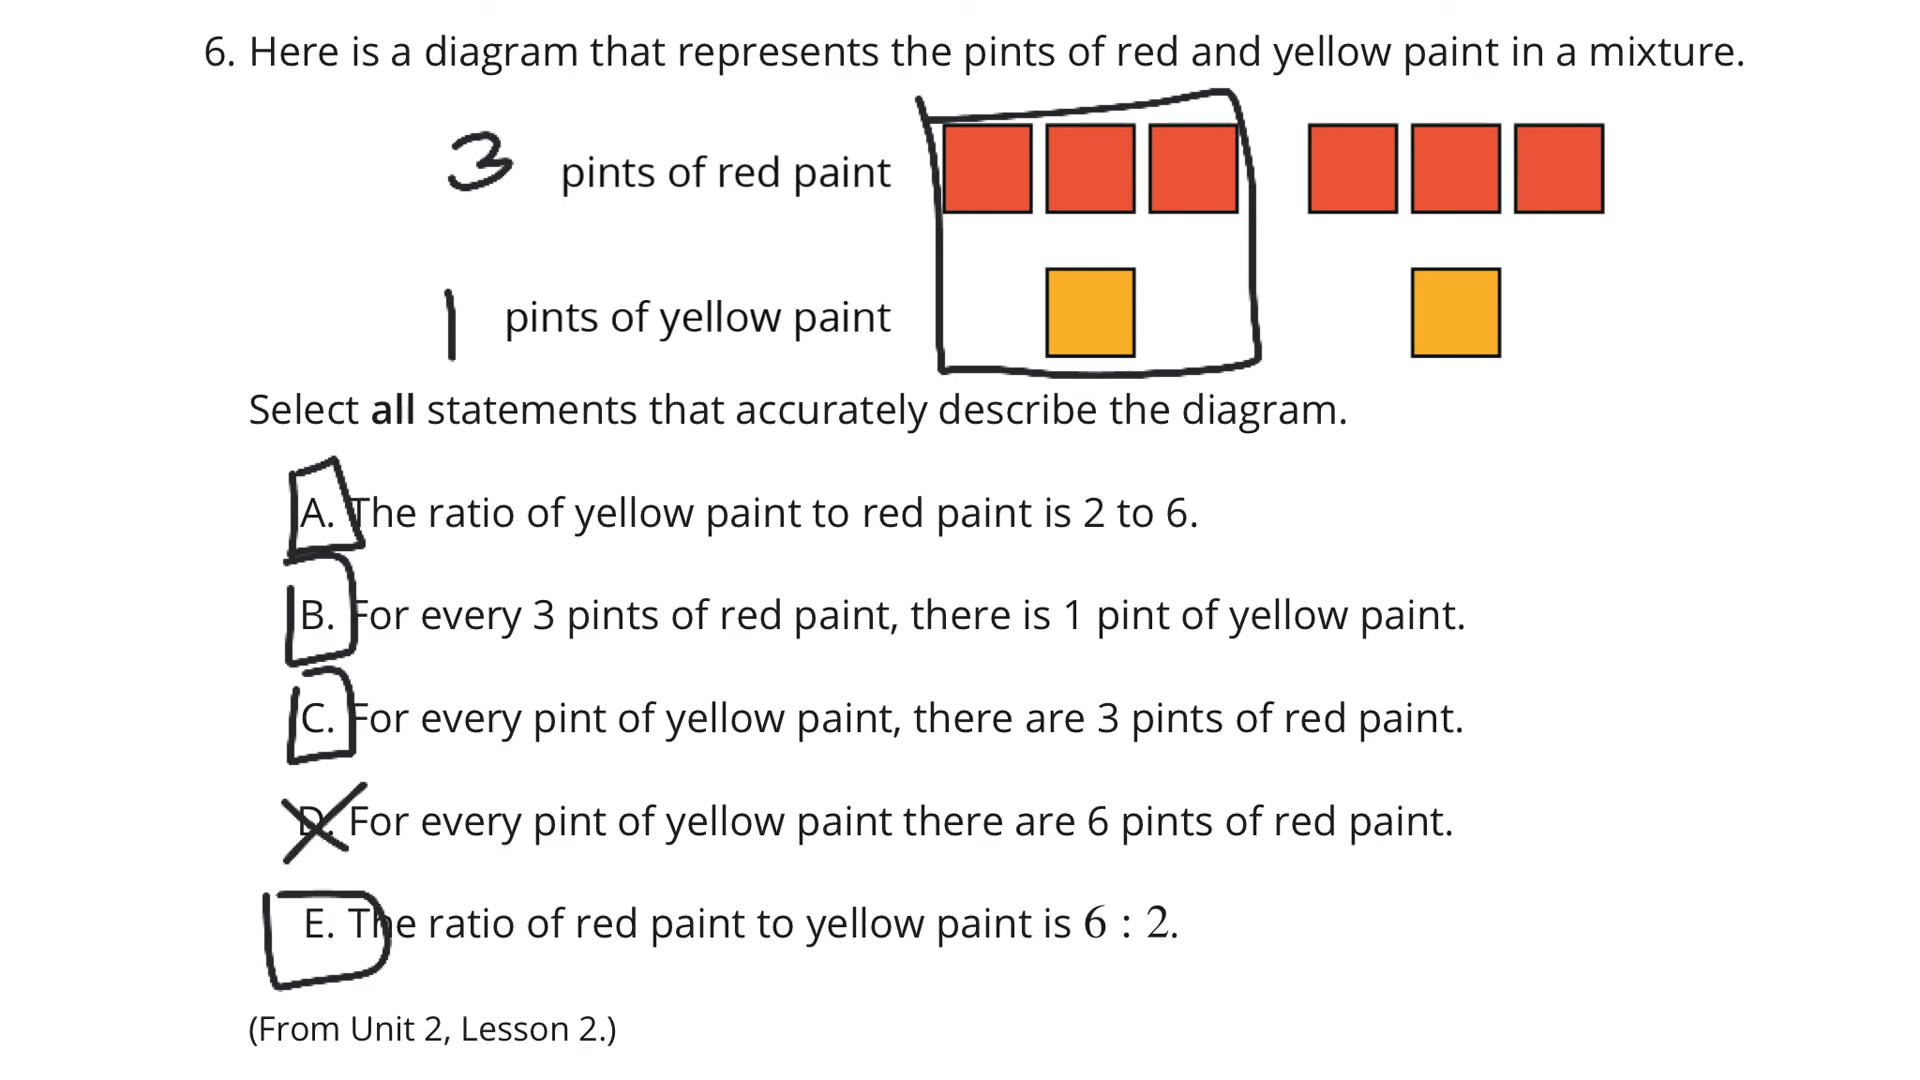 6. Here is a diagram that represents the pints of red and yellow paint in a mixture.
3 pints of red paint
1 pints of yellow paint
Select all statements that accurately describe the diagram.
A. The ratio of yellow paint to red paint is 2 to 6.
B. For every 3 pints of red paint, there is 1 pint of yellow paint.
C. For every pint of yellow paint, there are 3 pints of red paint.
D. For every pint of yellow paint there are 6 pints of red paint.
E. The ratio of red paint to yellow paint is 6 : 2.
(From Unit 2, Lesson 2.)